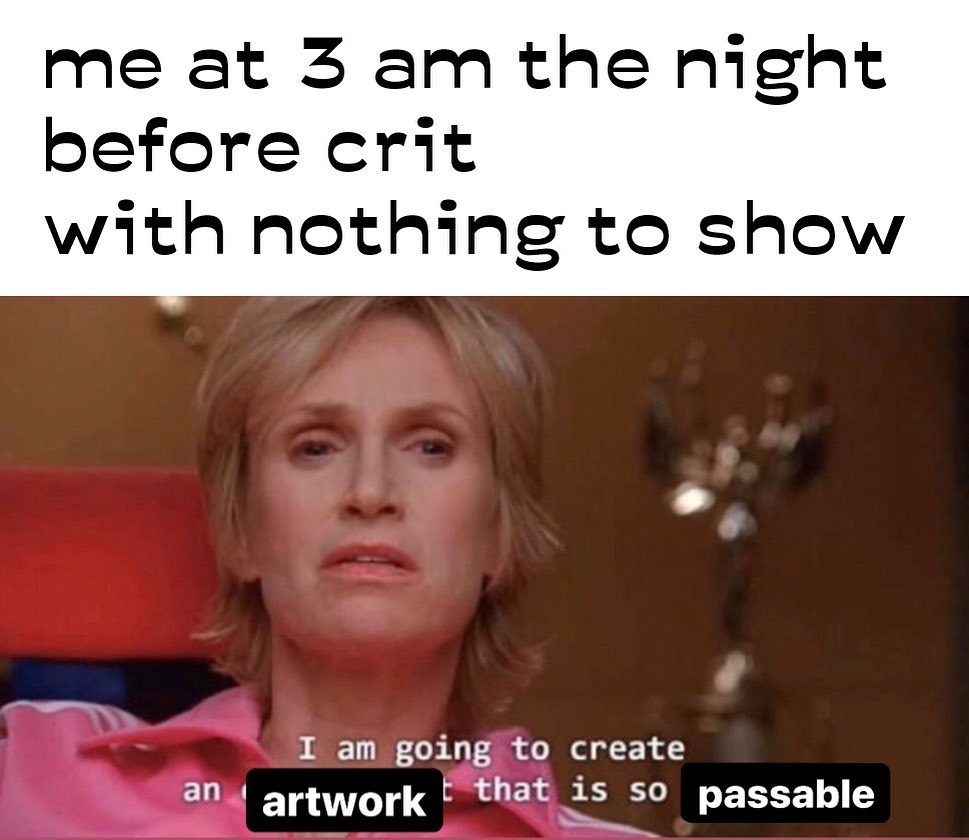 me at 3 am the night
before crit
with nothing to show
I am going to create
an artwork that is so passable